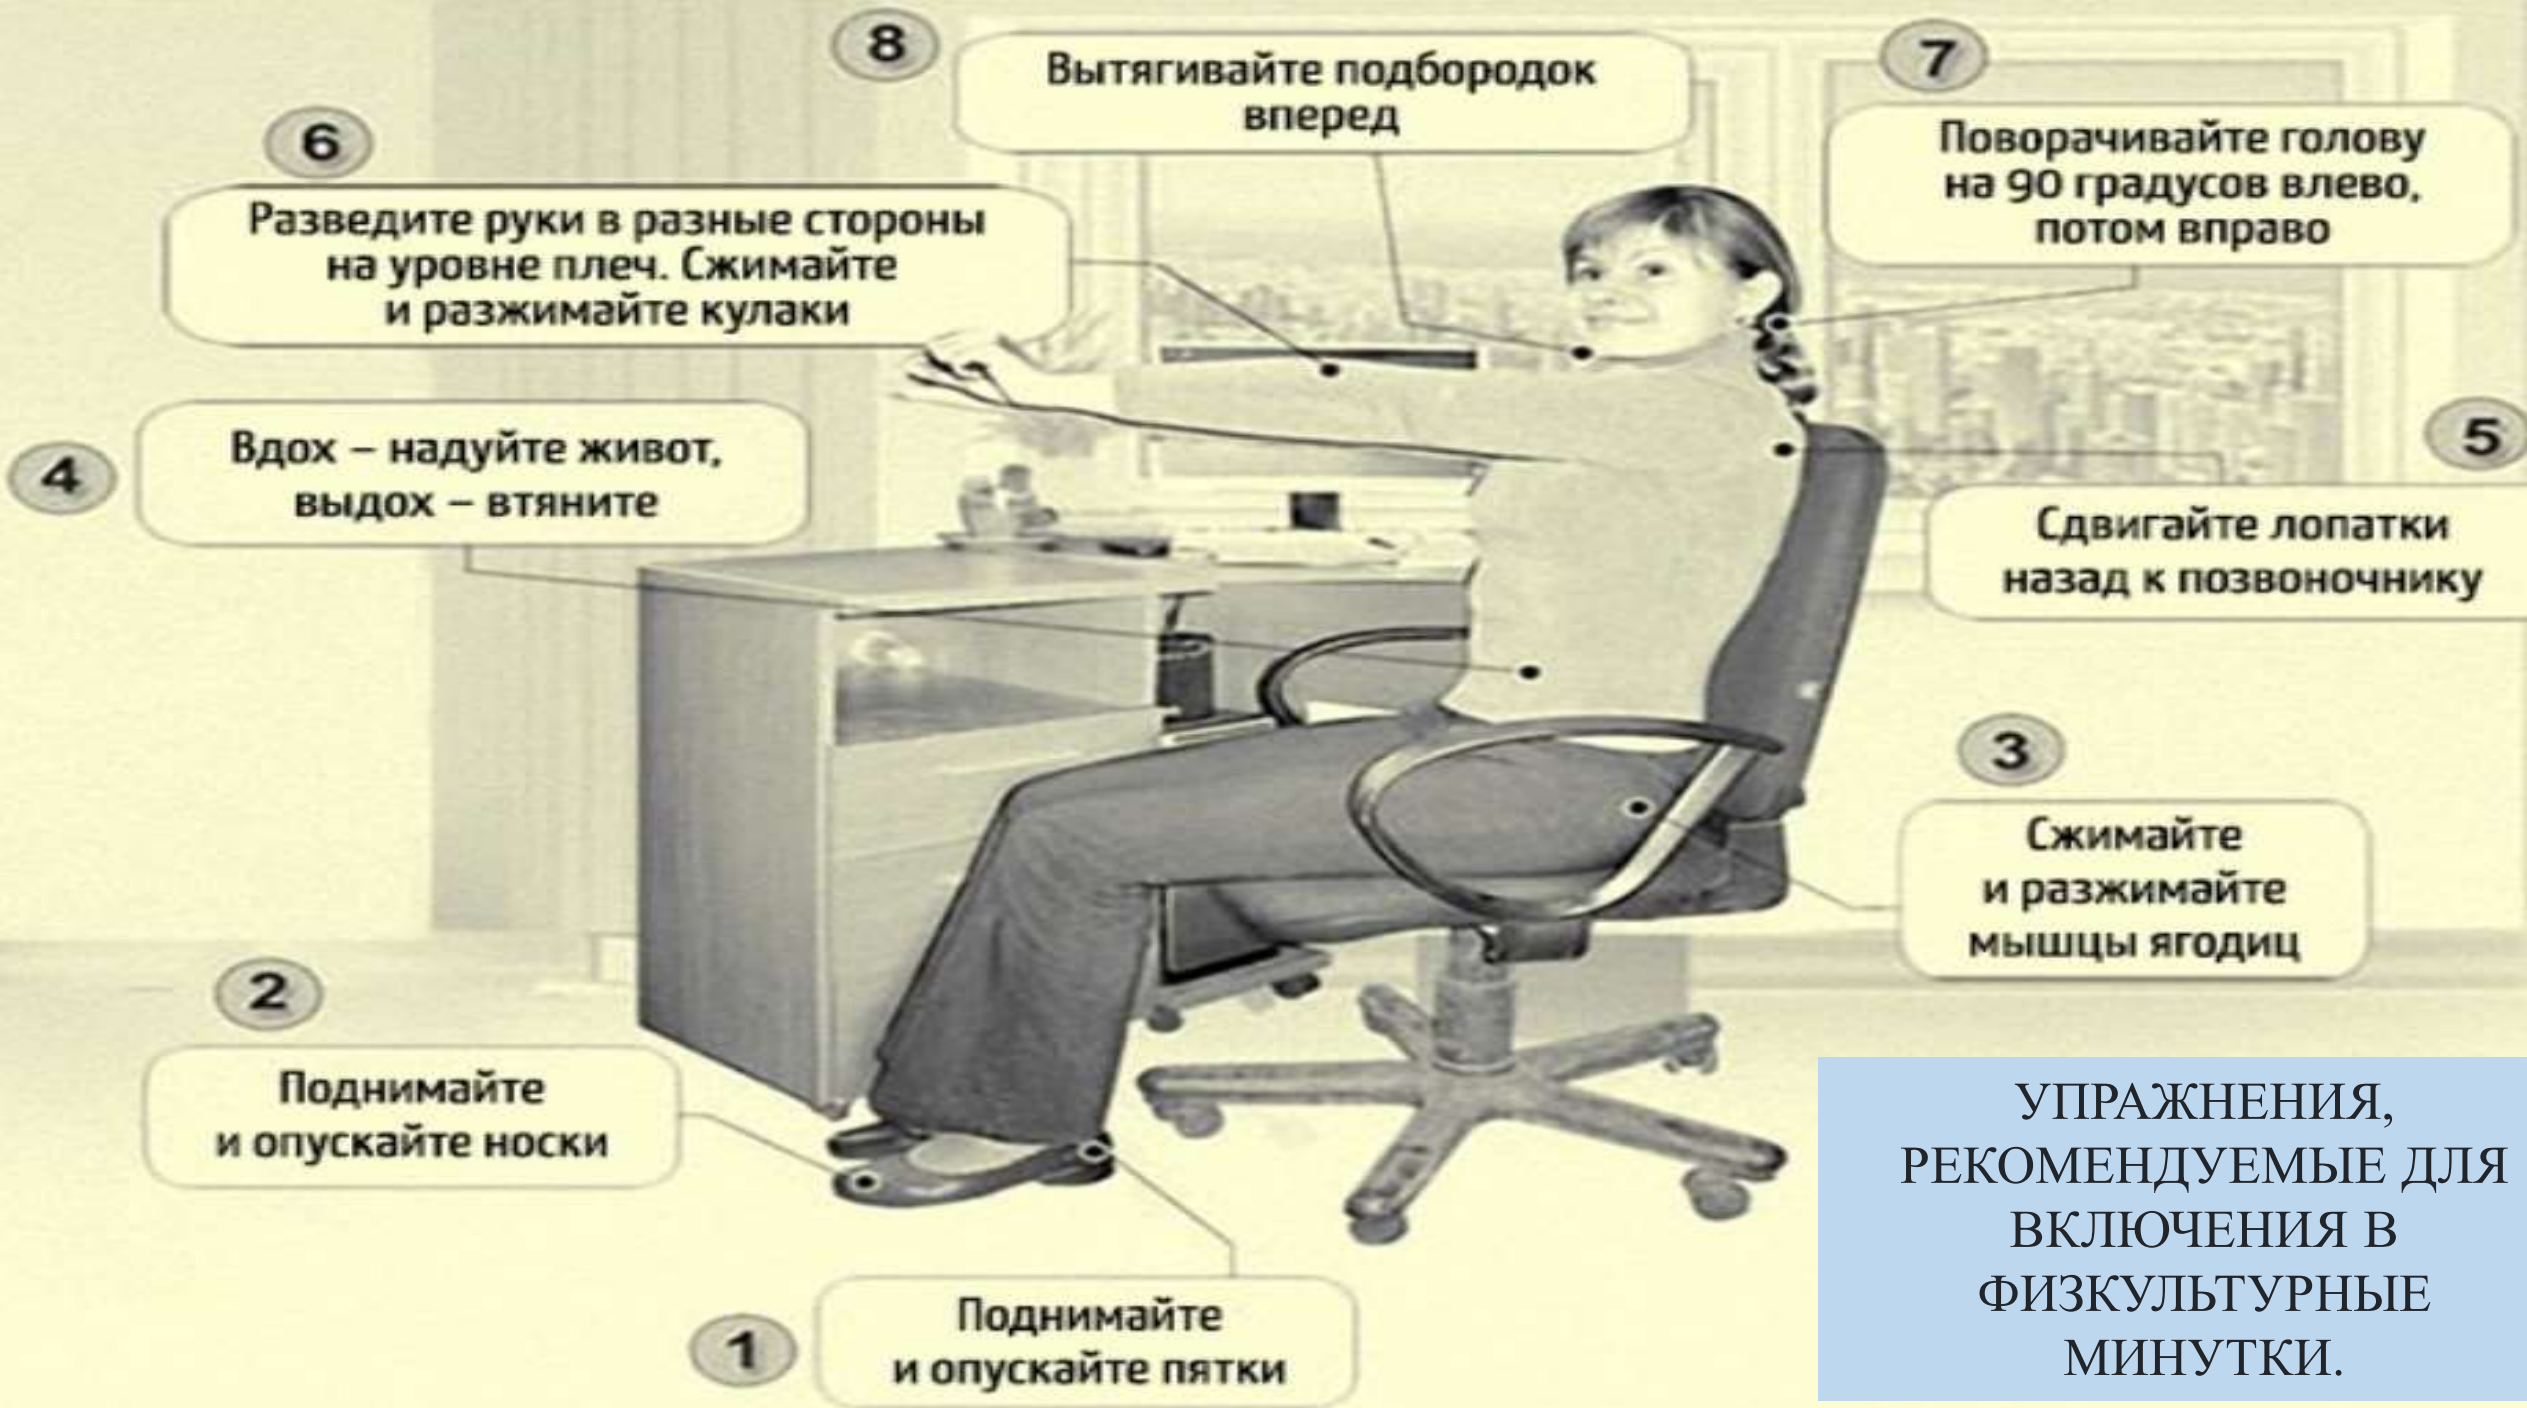 8
Вытягивайте подбородок
вперед
7
Поворачивайте голову
на 90 градусов влево,
потом вправо
6
Разведите руки в разные стороны
на уровне плеч. Сжимайте
и разжимайте кулаки
4
Вдох – надуйте живот,
выдох – втяните
5
Сдвигайте лопатки
назад к позвоночнику
3
Сжимайте
и разжимайте
мышцы ягодиц
2
Поднимайте
и опускайте носки
1
Поднимайте
и опускайте пятки
УПРАЖНЕНИЯ,
РЕКОМЕНДУЕМЫЕ ДЛЯ
ВКЛЮЧЕНИЯ В
ФИЗКУЛЬТУРНЫЕ
МИНУТКИ.